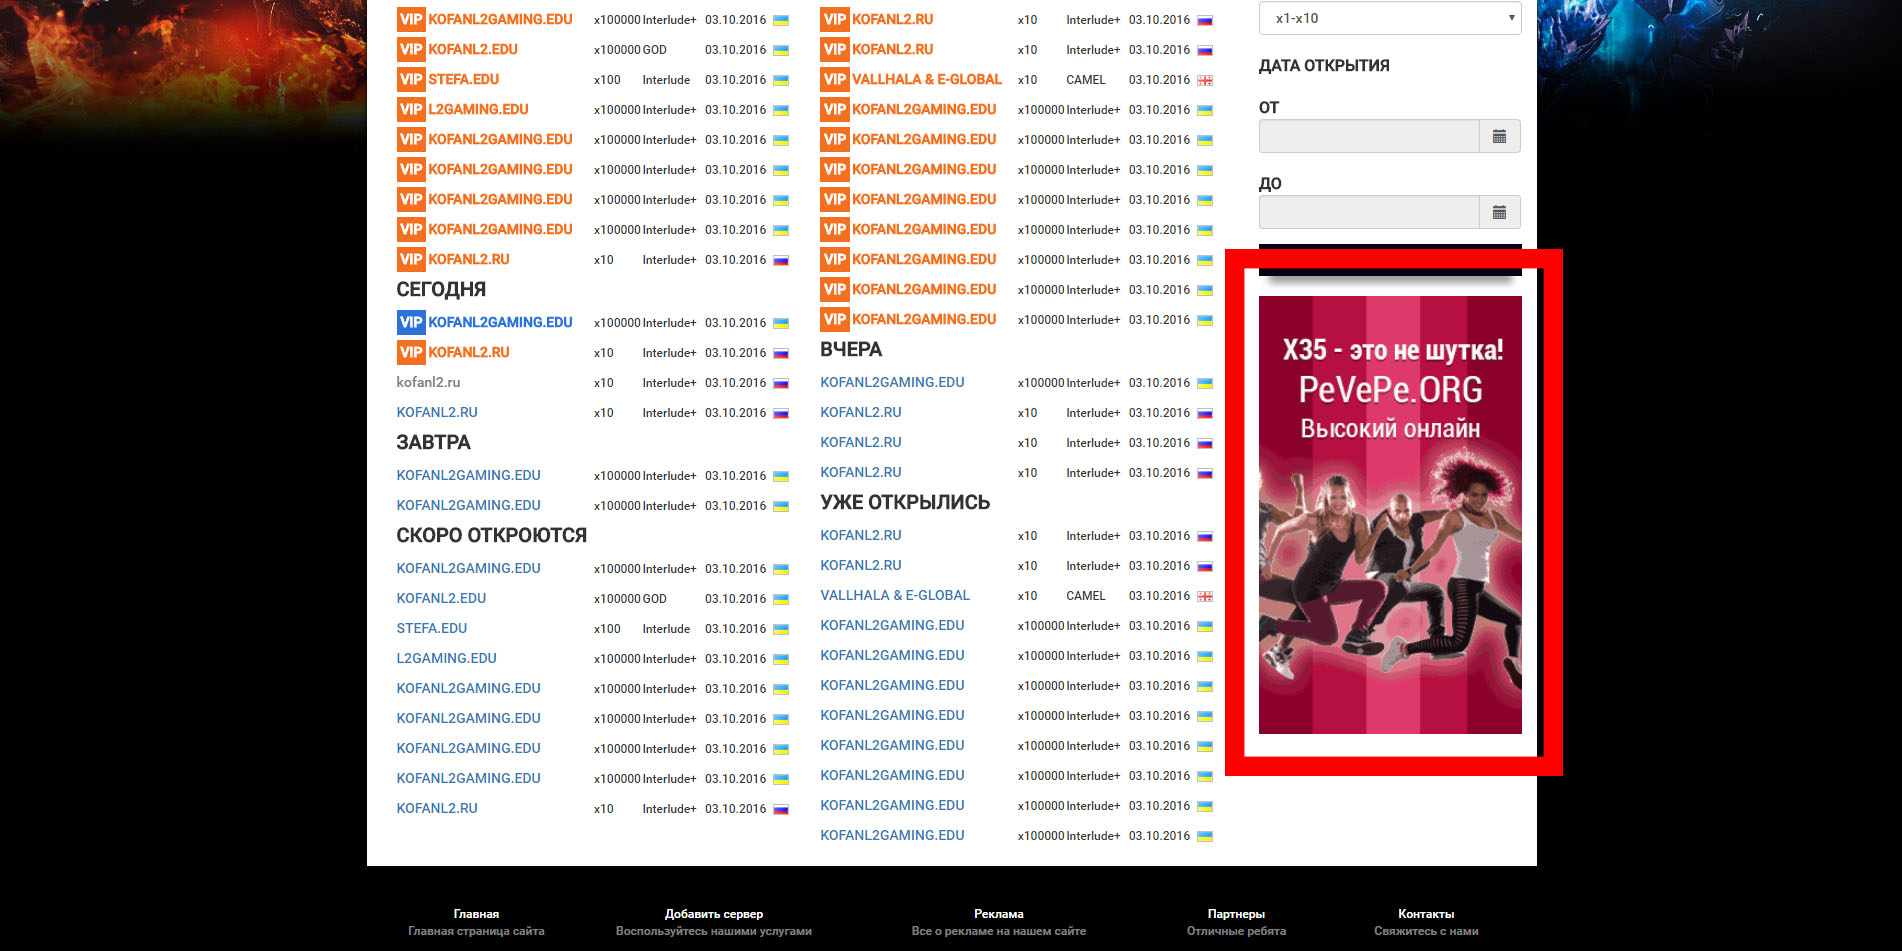 VIP KOFANL2GAMING.EDU x100000 Interlude+ 03.10.2016
VIP KOFANL2.EDU x100000 GOD 03.10.2016
VIP STEFA.EDU x100 Interlude 03.10.2016
VIP L2GAMING.EDU x100000 Interlude+ 03.10.2016
VIP KOFANL2GAMING.EDU x100000 Interlude+ 03.10.2016
VIP KOFANL2GAMING.EDU x100000 Interlude+ 03.10.2016
VIP KOFANL2GAMING.EDU x100000 Interlude+ 03.10.2016
VIP KOFANL2GAMING.EDU x100000 Interlude+ 03.10.2016
VIP KOFANL2.RU x10 Interlude+ 03.10.2016
СЕГОДНЯ
VIP KOFANL2GAMING.EDU x100000 Interlude+ 03.10.2016
VIP KOFANL2.RU x10 Interlude+ 03.10.2016
kofanl2.ru x10 Interlude+ 03.10.2016
KOFANL2.RU x10 Interlude+ 03.10.2016
ЗАВТРА
KOFANL2GAMING.EDU x100000 Interlude+ 03.10.2016
KOFANL2GAMING.EDU x100000 Interlude+ 03.10.2016
СКОРО ОТКРОЮТСЯ
KOFANL2GAMING.EDU x100000 Interlude+ 03.10.2016
KOFANL2.EDU x100000 GOD 03.10.2016
STEFA.EDU x100 Interlude 03.10.2016
L2GAMING.EDU x100000 Interlude+ 03.10.2016
KOFANL2GAMING.EDU x100000 Interlude+ 03.10.2016
KOFANL2GAMING.EDU x100000 Interlude+ 03.10.2016
KOFANL2GAMING.EDU x100000 Interlude+ 03.10.2016
KOFANL2GAMING.EDU x100000 Interlude+ 03.10.2016
KOFANL2.RU x10 Interlude+ 03.10.2016
VIP KOFANL2.RU x10 Interlude+ 03.10.2016
VIP KOFANL2.RU x10 Interlude+ 03.10.2016
VIP VALLHALA & E-GLOBAL x10 CAMEL 03.10.2016
VIP KOFANL2GAMING.EDU x100000 Interlude+ 03.10.2016
VIP KOFANL2GAMING.EDU x100000 Interlude+ 03.10.2016
VIP KOFANL2GAMING.EDU x100000 Interlude+ 03.10.2016
VIP KOFANL2GAMING.EDU x100000 Interlude+ 03.10.2016
VIP KOFANL2GAMING.EDU x100000 Interlude+ 03.10.2016
VIP KOFANL2GAMING.EDU x100000 Interlude+ 03.10.2016
VIP KOFANL2GAMING.EDU x100000 Interlude+ 03.10.2016
VIP KOFANL2GAMING.EDU x100000 Interlude+ 03.10.2016
ВЧЕРА
KOFANL2GAMING.EDU x100000 Interlude+ 03.10.2016
KOFANL2.RU x10 Interlude+ 03.10.2016
KOFANL2.RU x10 Interlude+ 03.10.2016
KOFANL2.RU x10 Interlude+ 03.10.2016
УЖЕ ОТКРЫЛИСЬ
KOFANL2.RU x10 Interlude+ 03.10.2016
KOFANL2.RU x10 Interlude+ 03.10.2016
VALLHALA & E-GLOBAL x10 CAMEL 03.10.2016
KOFANL2GAMING.EDU x100000 Interlude+ 03.10.2016
KOFANL2GAMING.EDU x100000 Interlude+ 03.10.2016
KOFANL2GAMING.EDU x100000 Interlude+ 03.10.2016
KOFANL2GAMING.EDU x100000 Interlude+ 03.10.2016
KOFANL2GAMING.EDU x100000 Interlude+ 03.10.2016
KOFANL2GAMING.EDU x100000 Interlude+ 03.10.2016
KOFANL2GAMING.EDU x100000 Interlude+ 03.10.2016
KOFANL2GAMING.EDU x100000 Interlude+ 03.10.2016
x1-x10
ДАТА ОТКРЫТИЯ
ОТ
ДО
X35 - это не шутка!
PeVePe.ORG
Высокий онлайн
Главная
Главная страница сайта
Добавить сервер
Воспользуйтесь нашими услугами
Реклама
Все о рекламе на нашем сайте
Партнеры
Отличные ребята
Контакты
Свяжитесь с нами